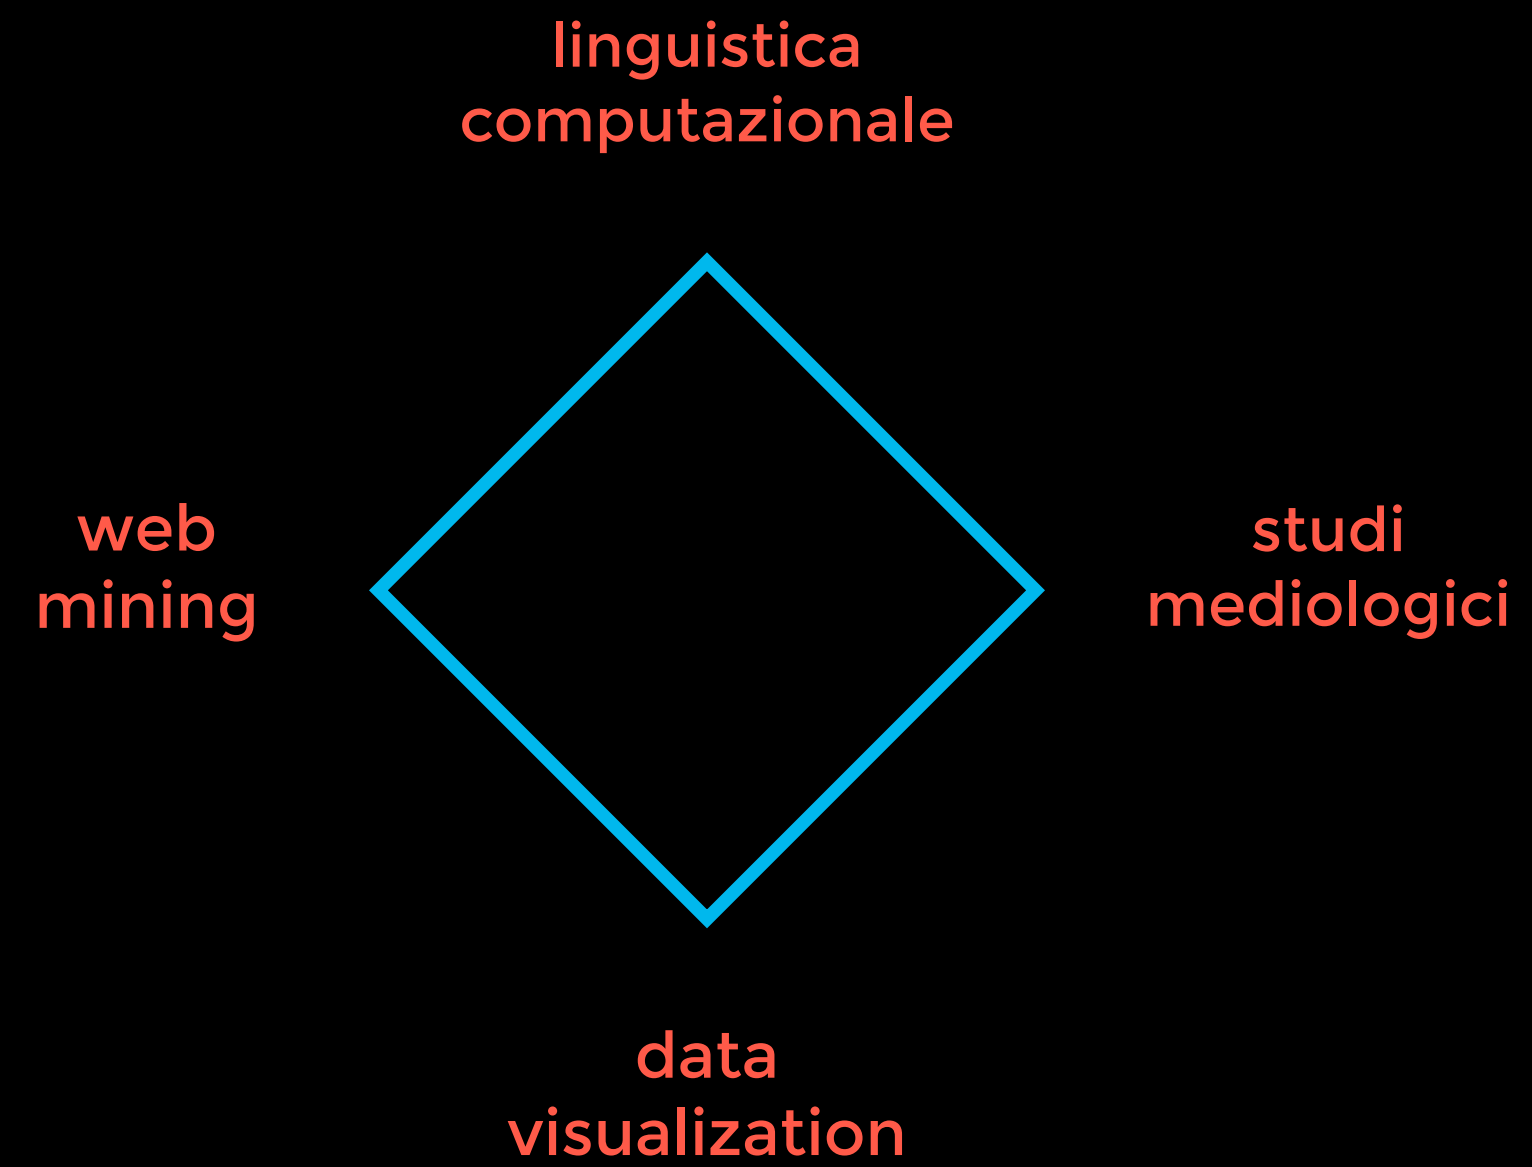 linguistica
computazionale
web
mining
studi
mediologici
data
visualization